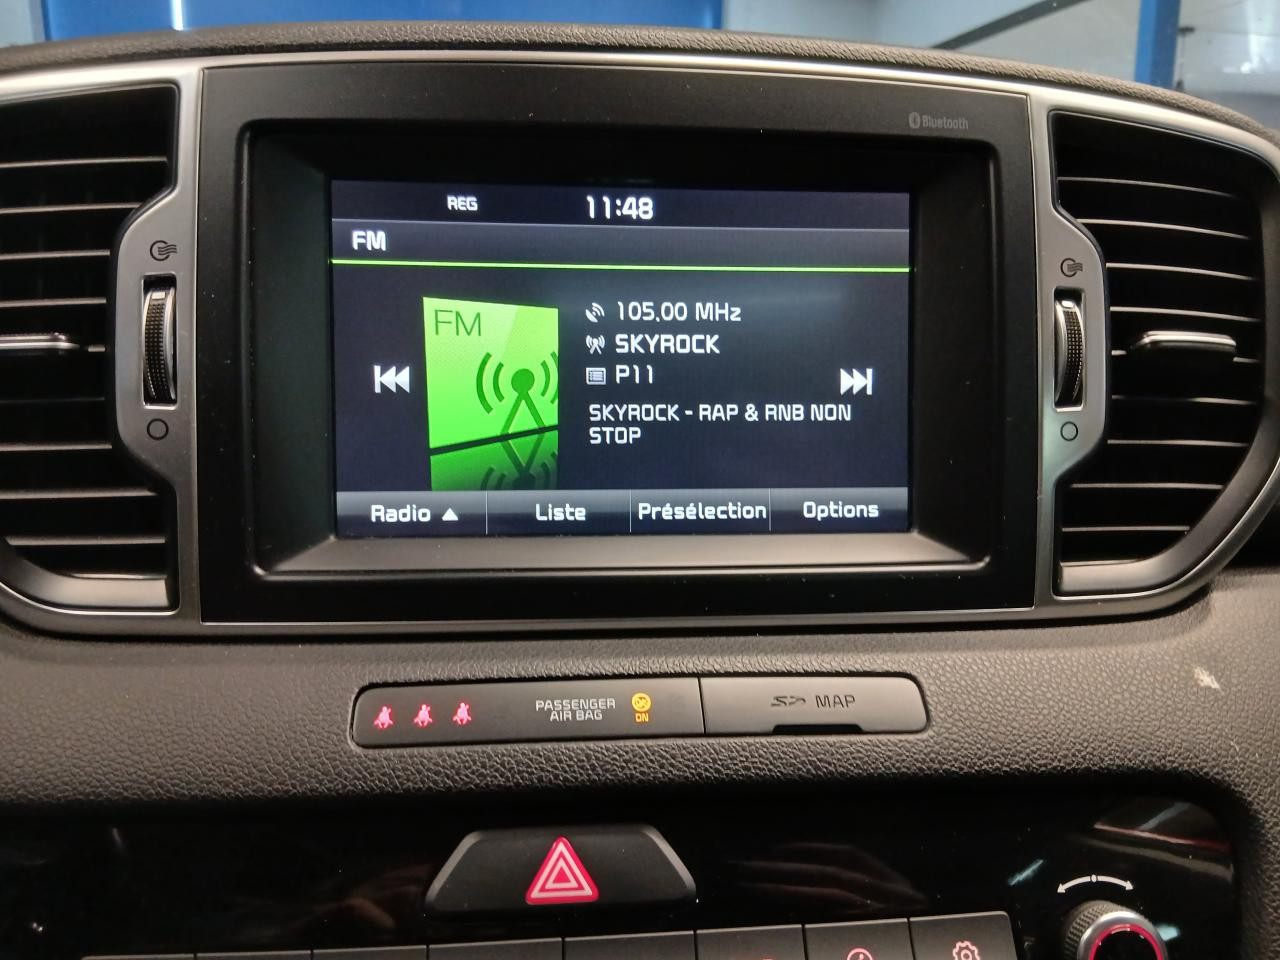 Bluetooth
REG
11:48
FM
FM
105.00 MHz
SKYROCK
P11
SKYROCK - RAP & RNB NON
STOP
Radio
Liste
Présélection
Options
PASSENGER
AIR BAG
ON
SD MAP